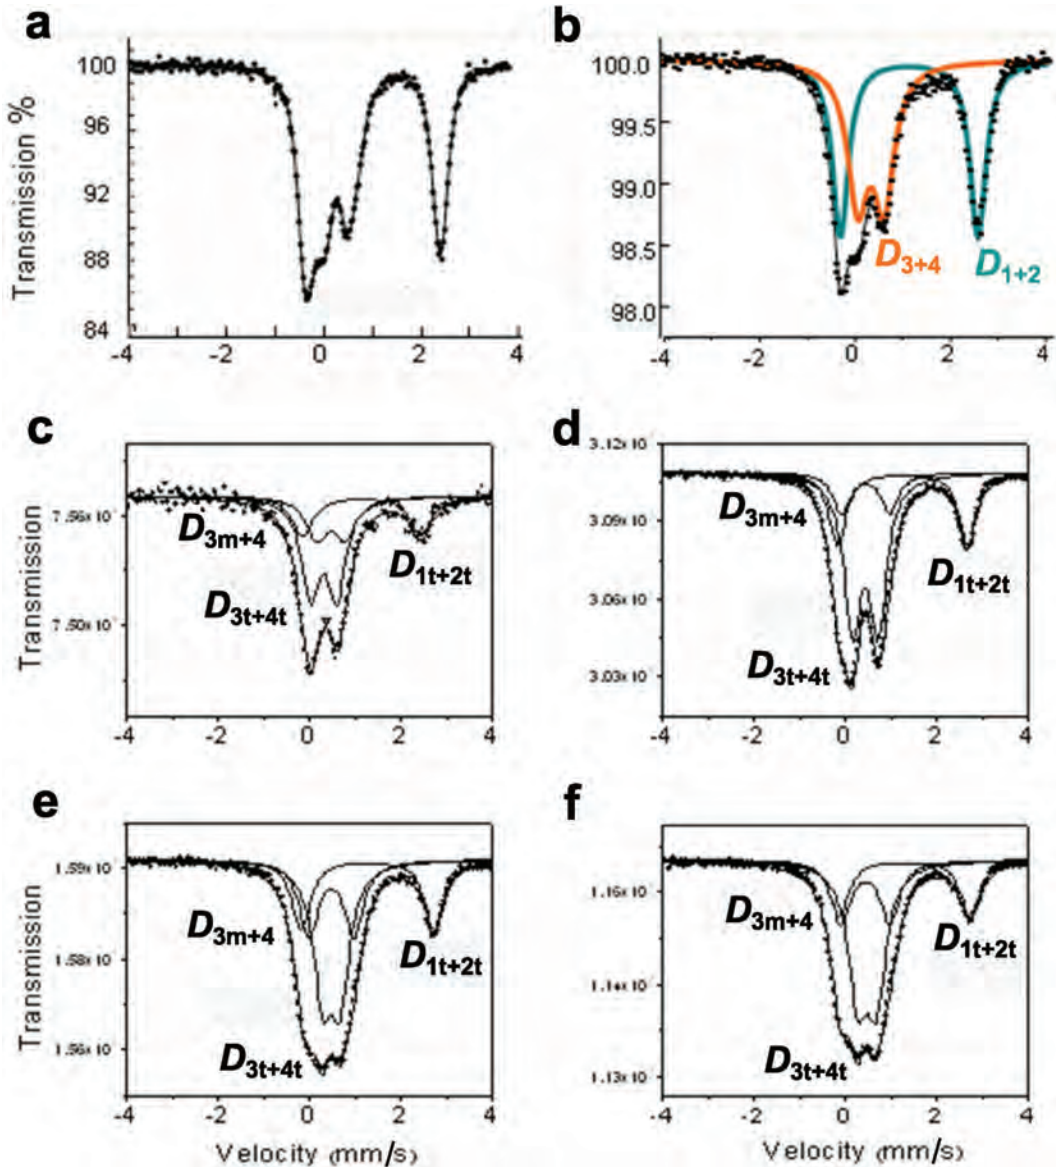 a
Transmission %
100
96
92
88
84
-4 -2 0 2 4
b
100.0
99.5
99.0
98.5
98.0
D3+4
D1+2
-4 -2 0 2 4
c
Transmission
D3m+4
D1t+2t
D3t+4t
-4 -2 0 2 4
d
D3m+4
D1t+2t
D3t+4t
-4 -2 0 2 4
e
Transmission
D3m+4
D1t+2t
D3t+4t
-4 -2 0 2 4
Velocity (mm/s)
f
D3m+4
D1t+2t
D3t+4t
-4 -2 0 2 4
Velocity (mm/s)